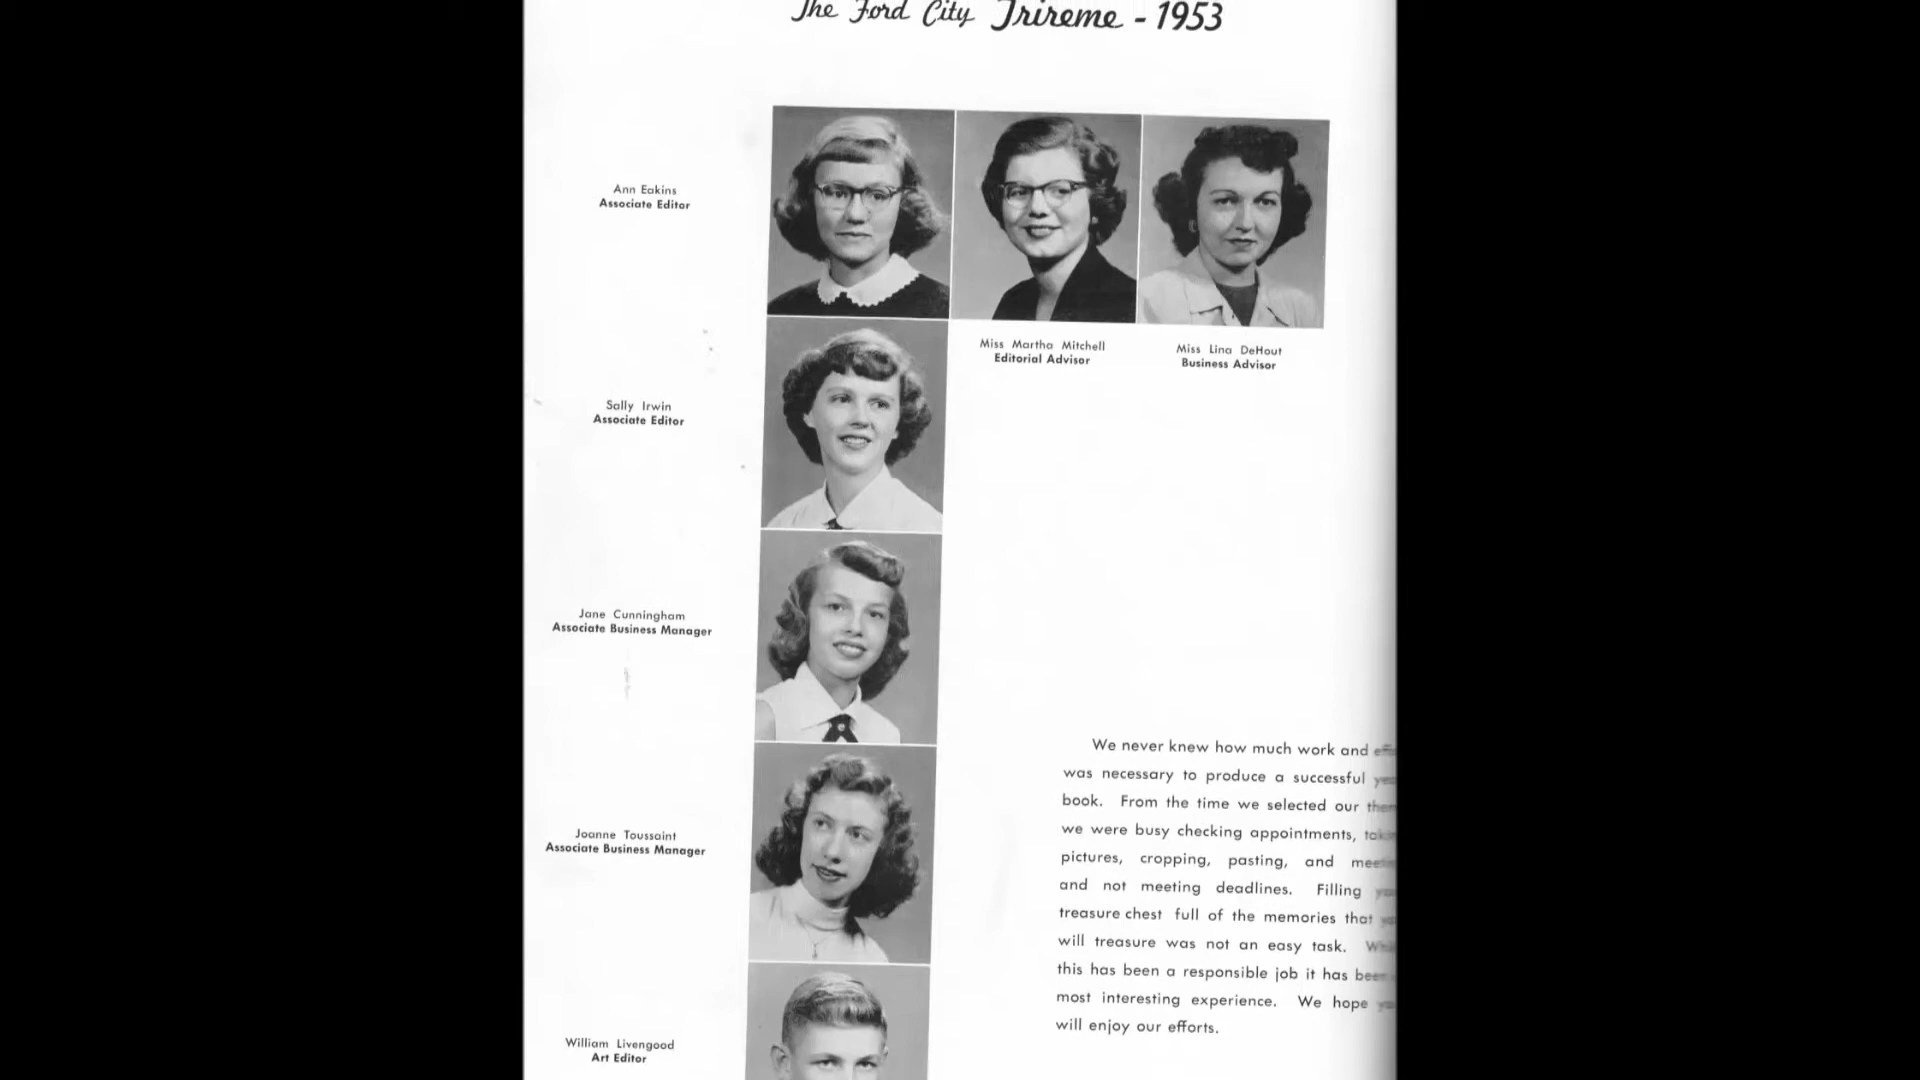 The Ford City Trireme - 1953
Ann Eakins
Associate Editor
Miss Martha Mitchell
Editorial Advisor
Miss Lina DeHout
Business Advisor
Sally Irwin
Associate Editor
Jane Cunningham
Associate Business Manager
Joanne Toussaint
Associate Business Manager
William Livengood
Art Editor
We never knew how much work and
was necessary to produce a successful
book. From the time we selected our
we were busy checking appointments,
pictures, cropping, pasting, and
and not meeting deadlines. Filling
treasure chest full of the memories that
will treasure was not an easy task.
this has been a responsible job it has been
most interesting experience. We hope
will enjoy our efforts.